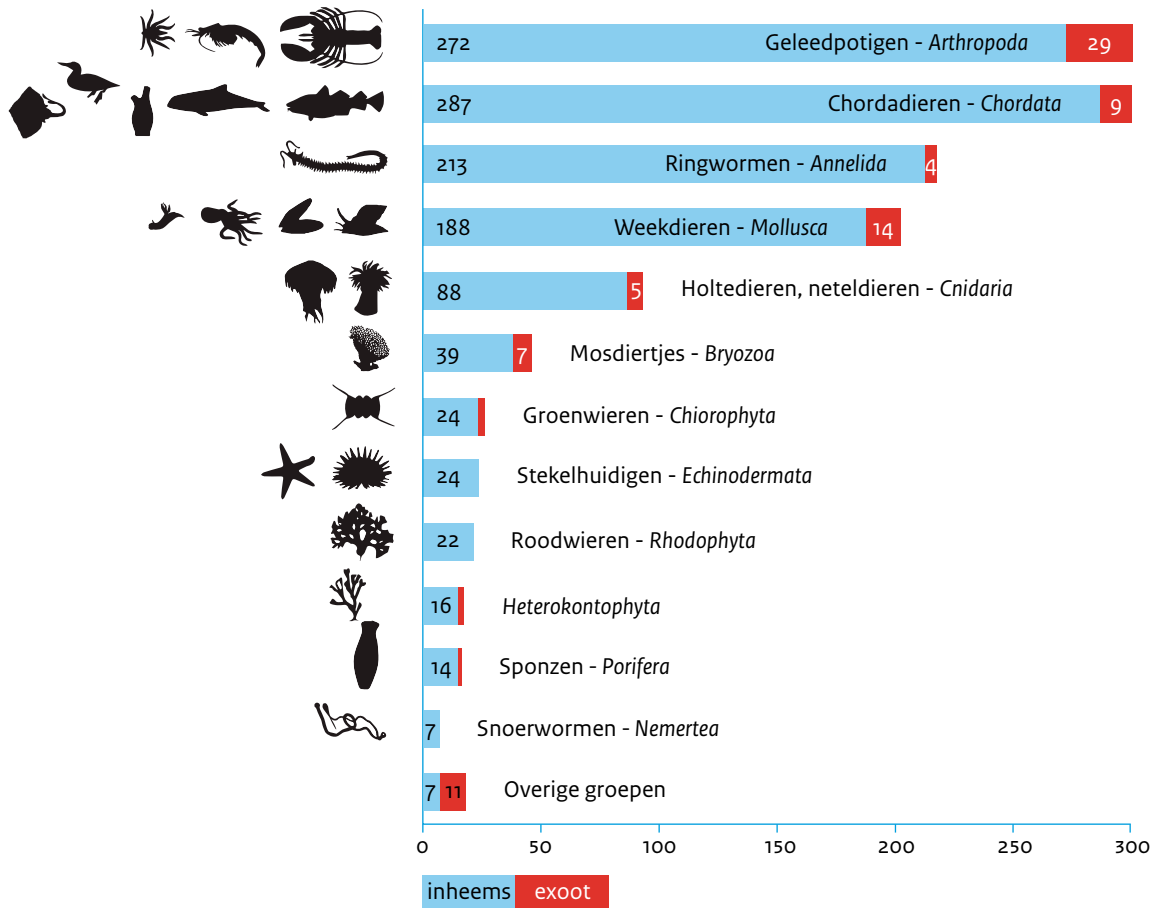 272 Geleedpotigen - Arthropoda 29
287 Chordadieren - Chordata 9
213 Ringwormen - Annelida 4
188 Weekdieren - Mollusca 14
88 5 Holtedieren, neteldieren - Cnidaria
39 7 Mosdiertjes - Bryozoa
24 Groenwieren - Chiorophyta
24 Stekelhuidigen - Echinodermata
22 Roodwieren - Rhodophyta
16 Heterokontophyta
14 Sponzen - Porifera
7 Snoerwormen - Nemertea
7 11 Overige groepen
0 50 100 150 200 250 300
inheems exoot